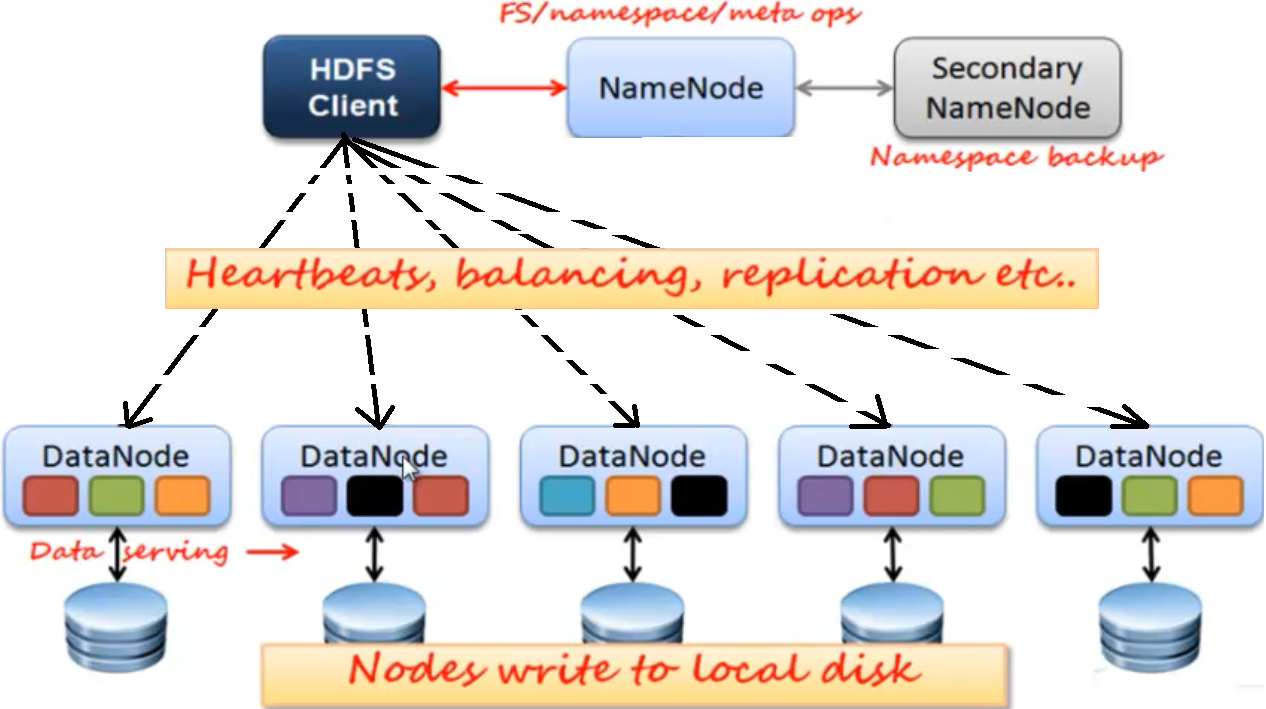 FS/namespace/meta ops
HDFS
Client
NameNode
Secondary
NameNode
Namespace backup
Heartbeats, balancing, replication etc..
DataNode
DataNode
DataNode
DataNode
DataNode
Data serving
Nodes write to local disk